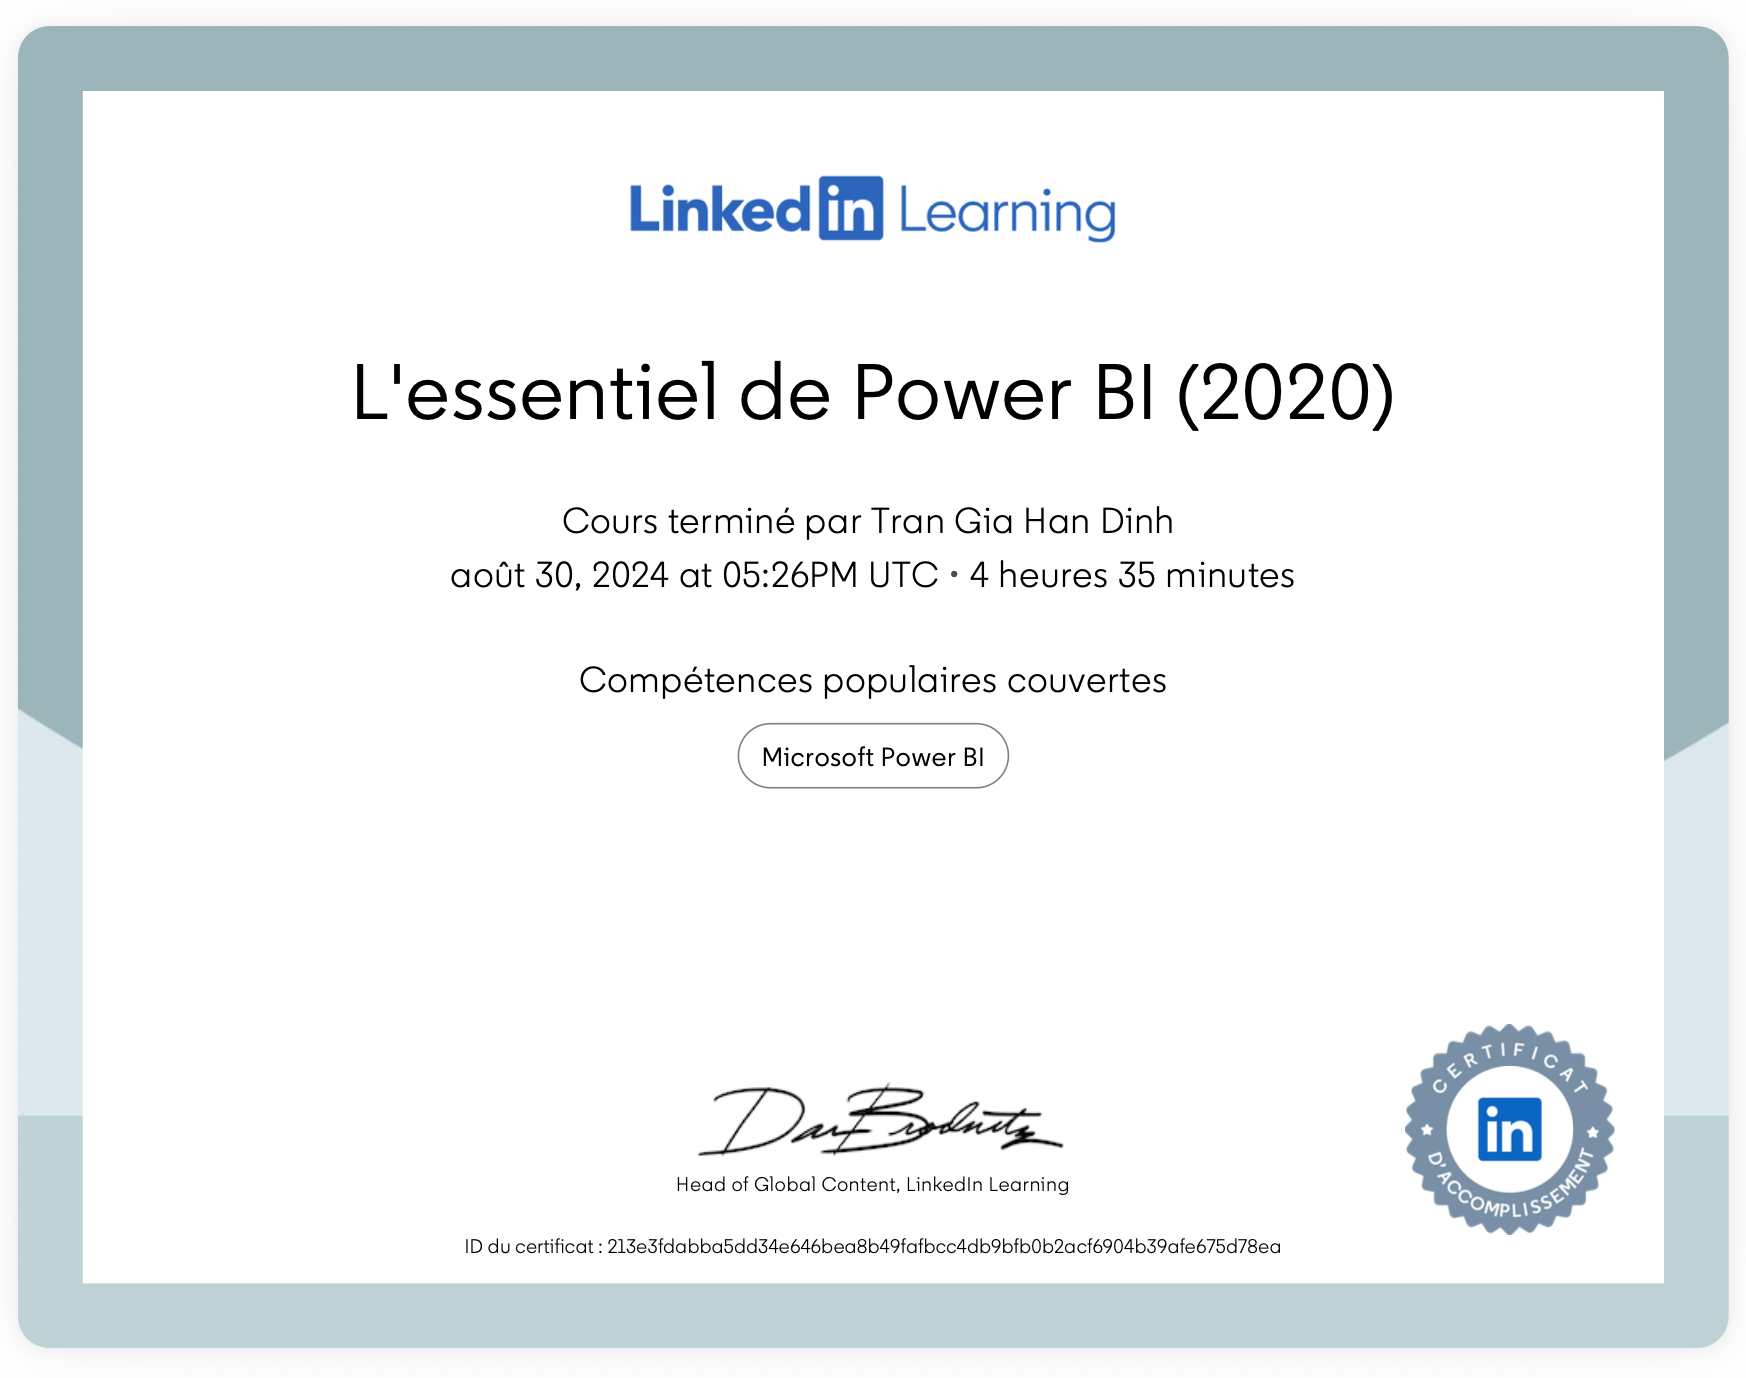 LinkedIn Learning
L'essentiel de Power BI (2020)
Cours terminé par Tran Gia Han Dinh
août 30, 2024 at 05:26PM UTC • 4 heures 35 minutes
Compétences populaires couvertes
Microsoft Power BI
Dan Brodnitz
Head of Global Content, LinkedIn Learning
ID du certificat : 213e3fdabba5dd34e646bea8b49fafbcc4db9bfb0b2acf6904b39afe675d78ea
CERTIFICAT
in
D'ACCOMPLISSEMENT